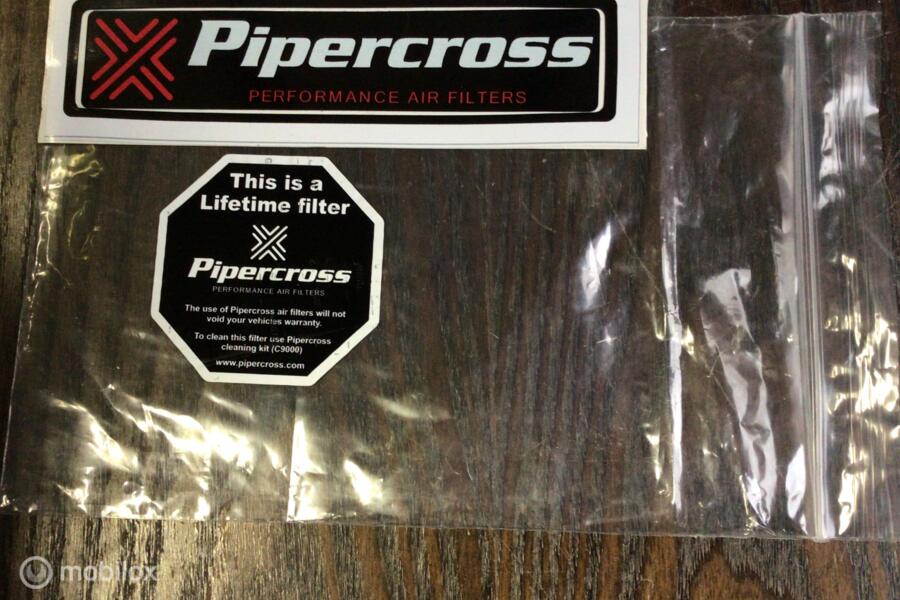 Pipercross
PERFORMANCE AIR FILTERS
This is a
Lifetime filter
Pipercross
PERFORMANCE AIR FILTERS
The use of Pipercross air filters will not
void your vehicles warranty.
To clean this filter use Pipercross
cleaning kit (C9000)
www.pipercross.com
mobilox